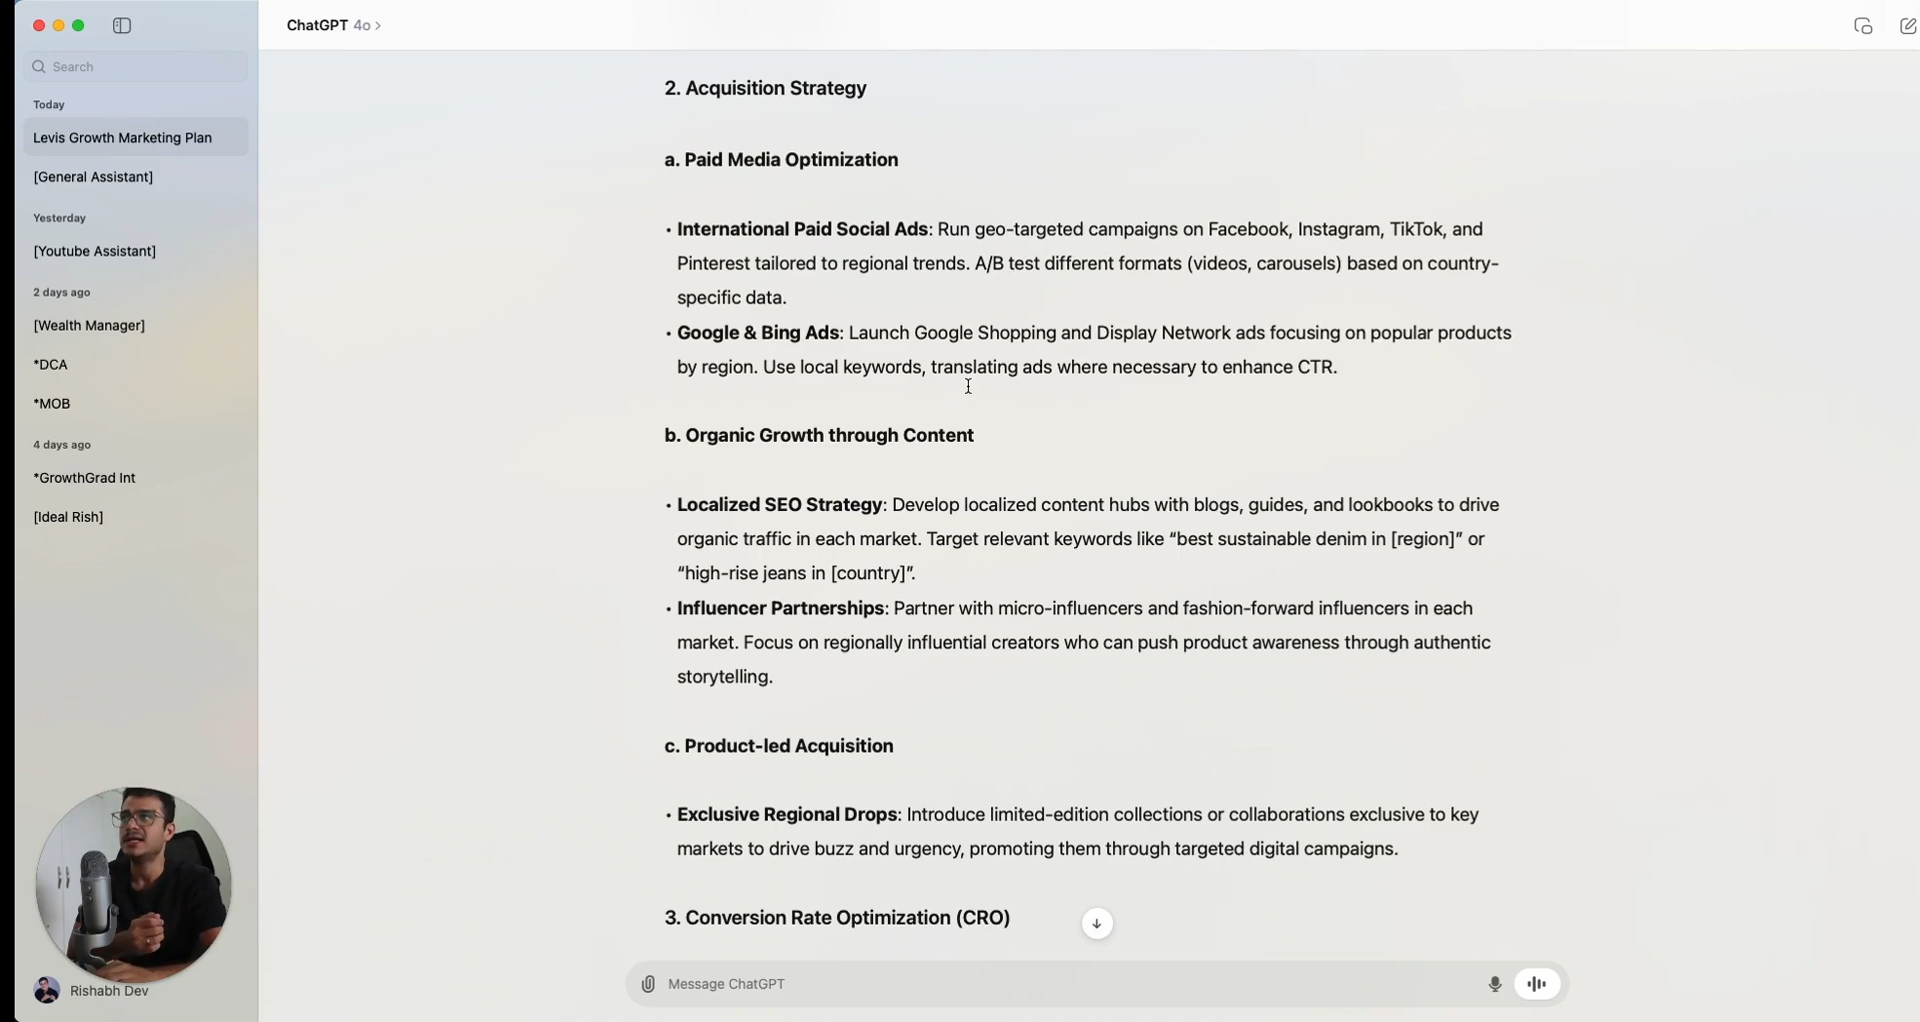 ChatGPT 4o >
Search
Today
Levis Growth Marketing Plan
[General Assistant]
Yesterday
[Youtube Assistant]
2 days ago
[Wealth Manager]
*DCA
*MOB
4 days ago
*GrowthGrad Int
[Ideal Rish]
Rishabh Dev
2. Acquisition Strategy
a. Paid Media Optimization
• International Paid Social Ads: Run geo-targeted campaigns on Facebook, Instagram, TikTok, and
Pinterest tailored to regional trends. A/B test different formats (videos, carousels) based on country-
specific data.
• Google & Bing Ads: Launch Google Shopping and Display Network ads focusing on popular products
by region. Use local keywords, translating ads where necessary to enhance CTR.
b. Organic Growth through Content
• Localized SEO Strategy: Develop localized content hubs with blogs, guides, and lookbooks to drive
organic traffic in each market. Target relevant keywords like “best sustainable denim in [region]” or
“high-rise jeans in [country]”.
• Influencer Partnerships: Partner with micro-influencers and fashion-forward influencers in each
market. Focus on regionally influential creators who can push product awareness through authentic
storytelling.
c. Product-led Acquisition
• Exclusive Regional Drops: Introduce limited-edition collections or collaborations exclusive to key
markets to drive buzz and urgency, promoting them through targeted digital campaigns.
3. Conversion Rate Optimization (CRO)
Message ChatGPT